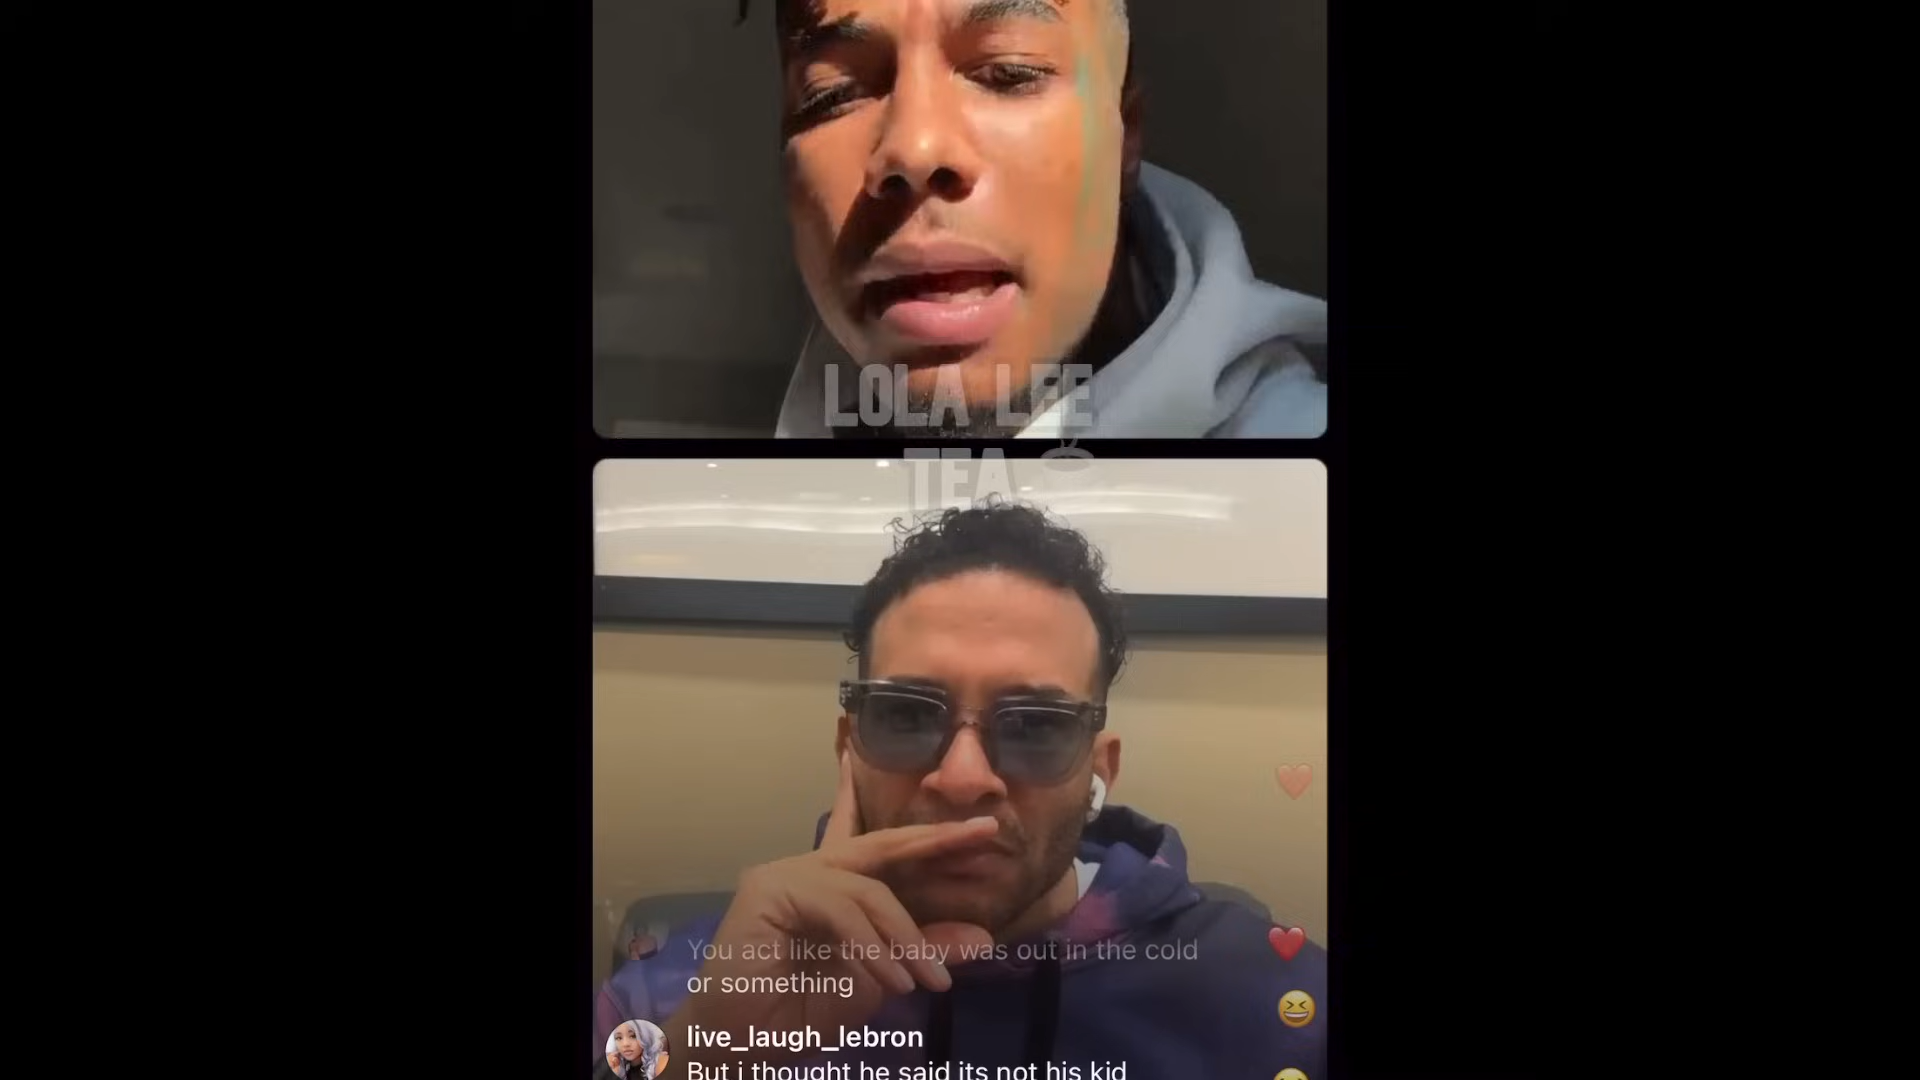 LOLA LEE
TEA
You act like the baby was out in the cold
or something
live_laugh_lebron
But i thought he said its not his kid